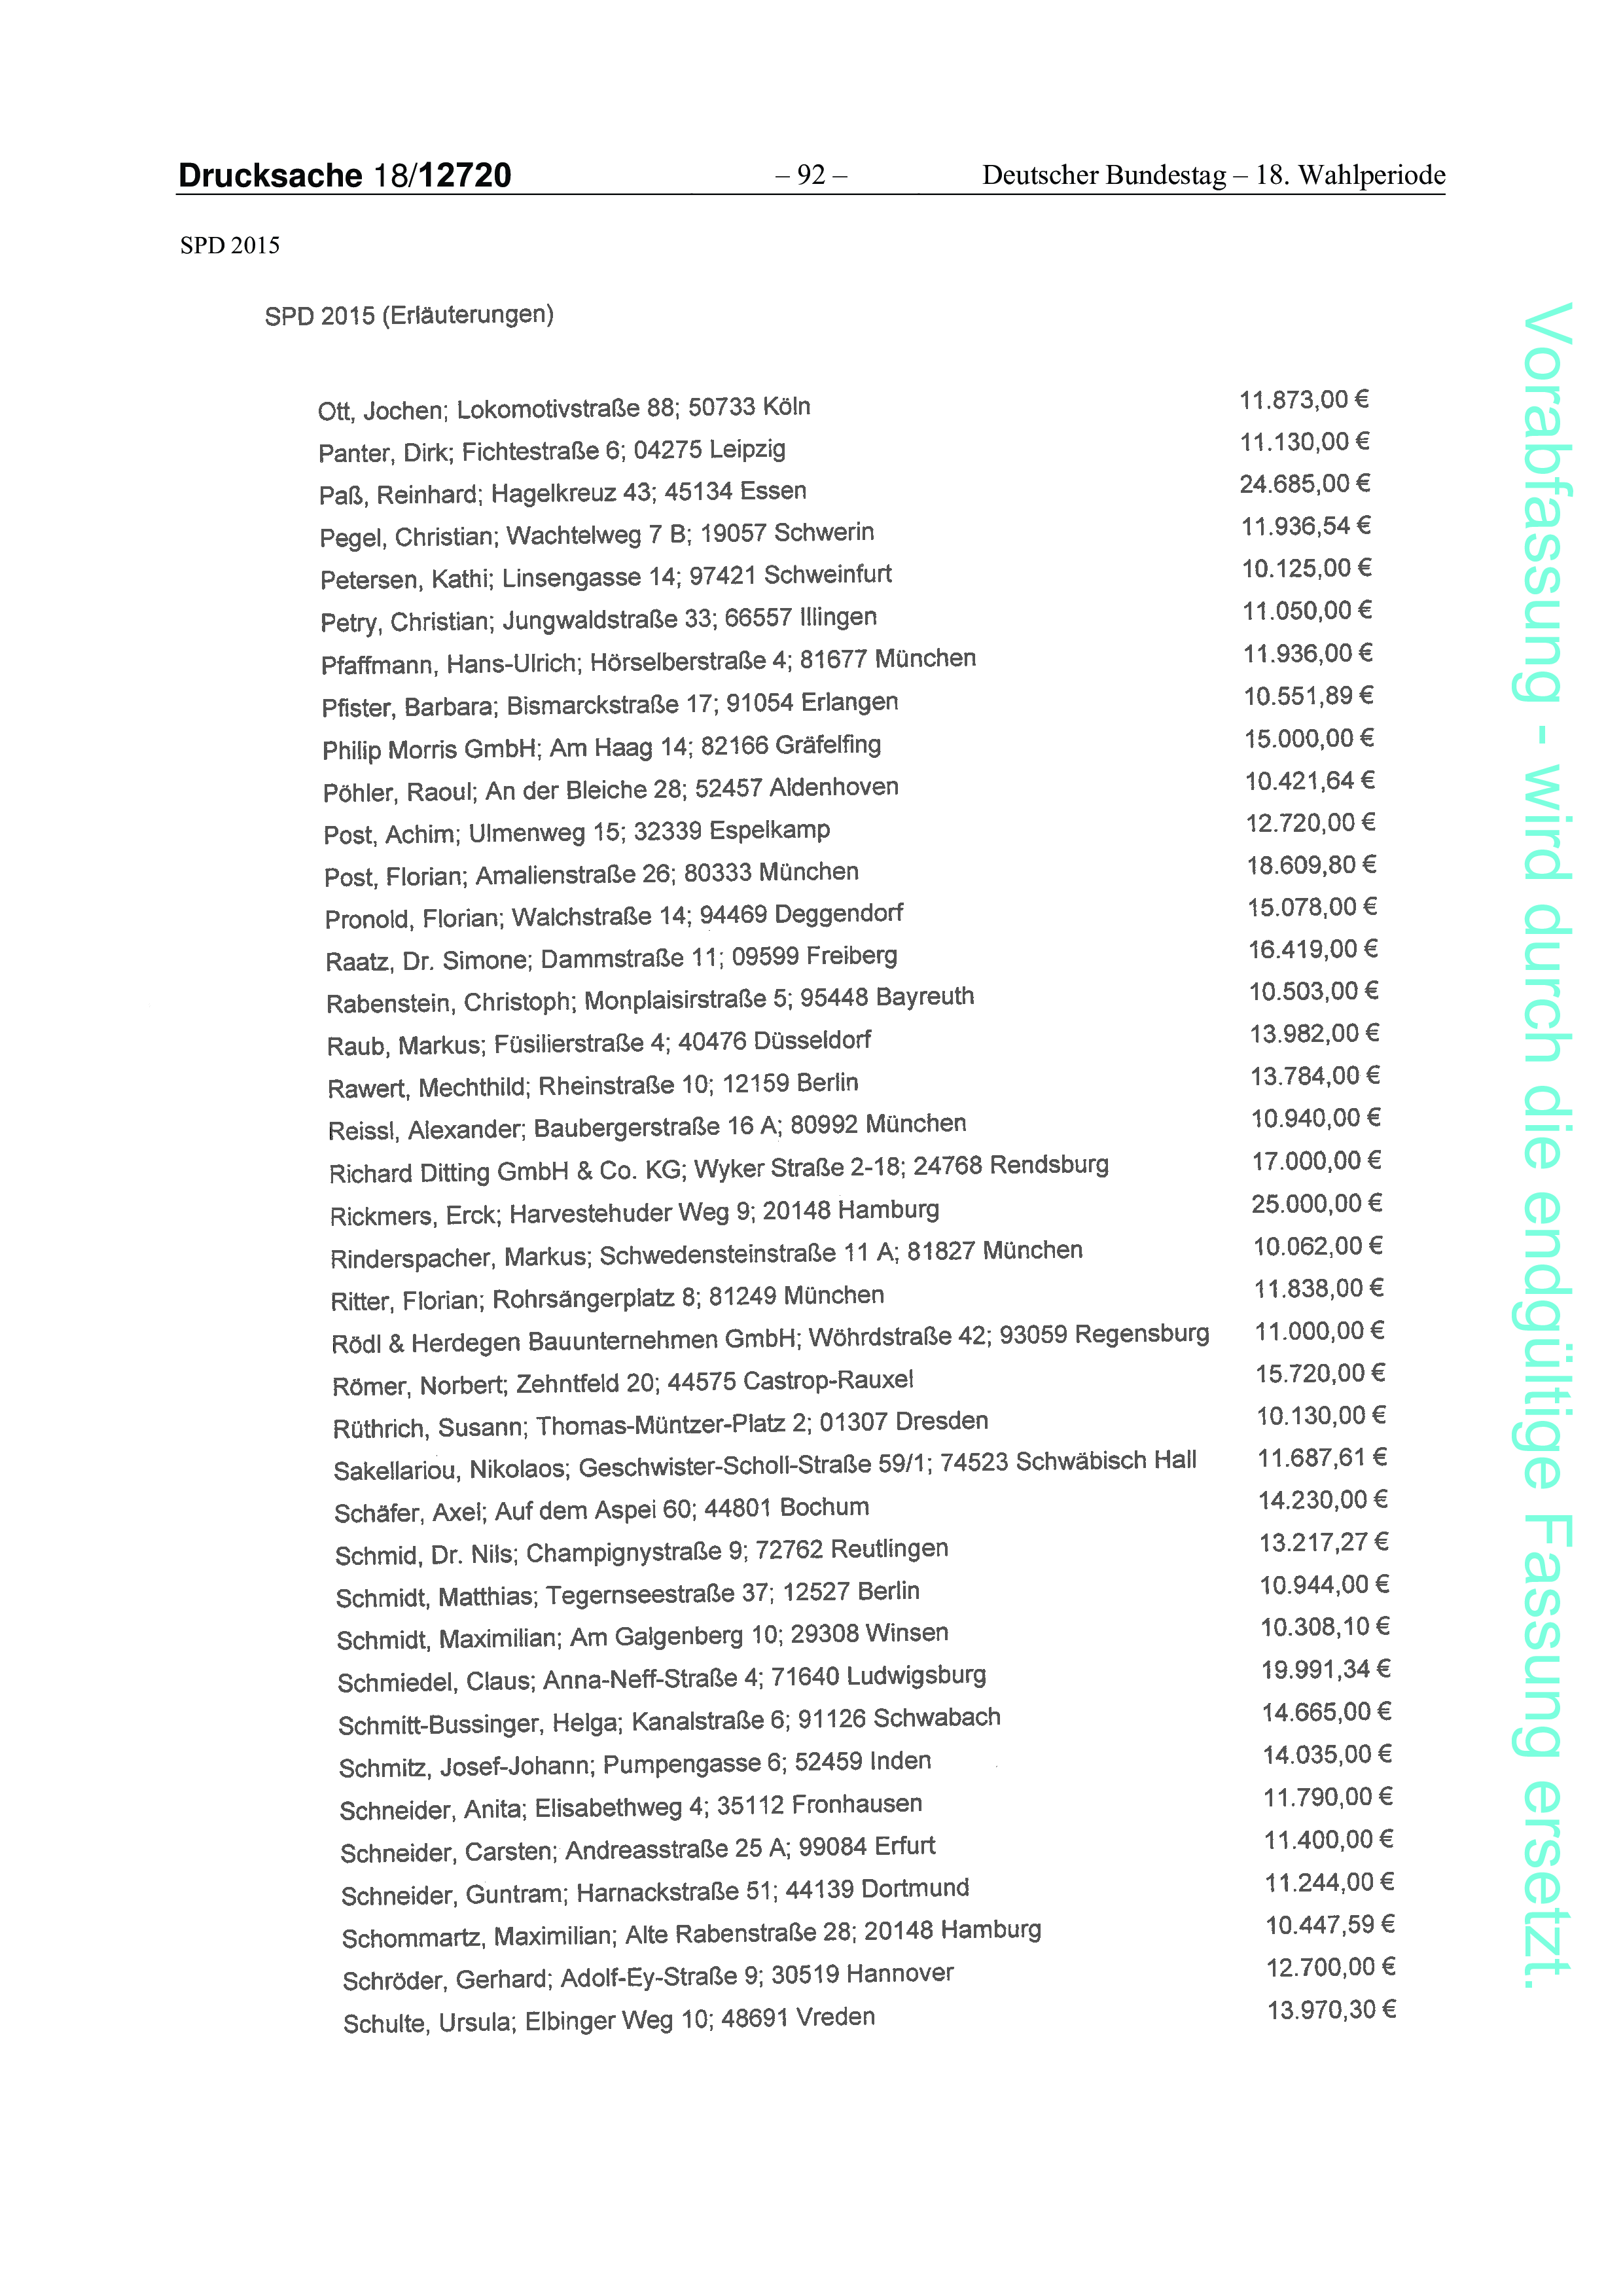 Drucksache 18/12720 – 92 – Deutscher Bundestag – 18. Wahlperiode
SPD 2015
SPD 2015 (Erläuterungen)
Ott, Jochen; Lokomotivstraße 88; 50733 Köln 11.873,00 €
Panter, Dirk; Fichtestraße 6; 04275 Leipzig 11.130,00 €
Paß, Reinhard; Hagelkreuz 43; 45134 Essen 24.685,00 €
Pegel, Christian; Wachtelweg 7 B; 19057 Schwerin 11.936,54 €
Petersen, Kathi; Linsengasse 14; 97421 Schweinfurt 10.125,00 €
Petry, Christian; Jungwaldstraße 33; 66557 Illingen 11.050,00 €
Pfaffmann, Hans-Ulrich; Hörselberstraße 4; 81677 München 11.936,00 €
Pfister, Barbara; Bismarckstraße 17; 91054 Erlangen 10.551,89 €
Philip Morris GmbH; Am Haag 14; 82166 Gräfelfing 15.000,00 €
Pöhler, Raoul; An der Bleiche 28; 52457 Aldenhoven 10.421,64 €
Post, Achim; Ulmenweg 15; 32339 Espelkamp 12.720,00 €
Post, Florian; Amalienstraße 26; 80333 München 18.609,80 €
Pronold, Florian; Walchstraße 14; 94469 Deggendorf 15.078,00 €
Raatz, Dr. Simone; Dammstraße 11; 09599 Freiberg 16.419,00 €
Rabenstein, Christoph; Monplaisirstraße 5; 95448 Bayreuth 10.503,00 €
Raub, Markus; Füsilierstraße 4; 40476 Düsseldorf 13.982,00 €
Rawert, Mechthild; Rheinstraße 10; 12159 Berlin 13.784,00 €
Reissl, Alexander; Baubergerstraße 16 A; 80992 München 10.940,00 €
Richard Ditting GmbH & Co. KG; Wyker Straße 2-18; 24768 Rendsburg 17.000,00 €
Rickmers, Erck; Harvestehuder Weg 9; 20148 Hamburg 25.000,00 €
Rinderspacher, Markus; Schwedensteinstraße 11 A; 81827 München 10.062,00 €
Ritter, Florian; Rohrsängerplatz 8; 81249 München 11.838,00 €
Rödl & Herdegen Bauunternehmen GmbH; Wöhrdstraße 42; 93059 Regensburg 11.000,00 €
Römer, Norbert; Zehntfeld 20; 44575 Castrop-Rauxel 15.720,00 €
Rüthrich, Susann; Thomas-Müntzer-Platz 2; 01307 Dresden 10.130,00 €
Sakellariou, Nikolaos; Geschwister-Scholl-Straße 59/1; 74523 Schwäbisch Hall 11.687,61 €
Schäfer, Axel; Auf dem Aspei 60; 44801 Bochum 14.230,00 €
Schmid, Dr. Nils; Champignystraße 9; 72762 Reutlingen 13.217,27 €
Schmidt, Matthias; Tegernseestraße 37; 12527 Berlin 10.944,00 €
Schmidt, Maximilian; Am Galgenberg 10; 29308 Winsen 10.308,10 €
Schmiedel, Claus; Anna-Neff-Straße 4; 71640 Ludwigsburg 19.991,34 €
Schmitt-Bussinger, Helga; Kanalstraße 6; 91126 Schwabach 14.665,00 €
Schmitz, Josef-Johann; Pumpengasse 6; 52459 Inden 14.035,00 €
Schneider, Anita; Elisabethweg 4; 35112 Fronhausen 11.790,00 €
Schneider, Carsten; Andreasstraße 25 A; 99084 Erfurt 11.400,00 €
Schneider, Guntram; Harnackstraße 51; 44139 Dortmund 11.244,00 €
Schommartz, Maximilian; Alte Rabenstraße 28; 20148 Hamburg 10.447,59 €
Schröder, Gerhard; Adolf-Ey-Straße 9; 30519 Hannover 12.700,00 €
Schulte, Ursula; Elbinger Weg 10; 48691 Vreden 13.970,30 €
Vorabfassung - wird durch die endgültige Fassung ersetzt.